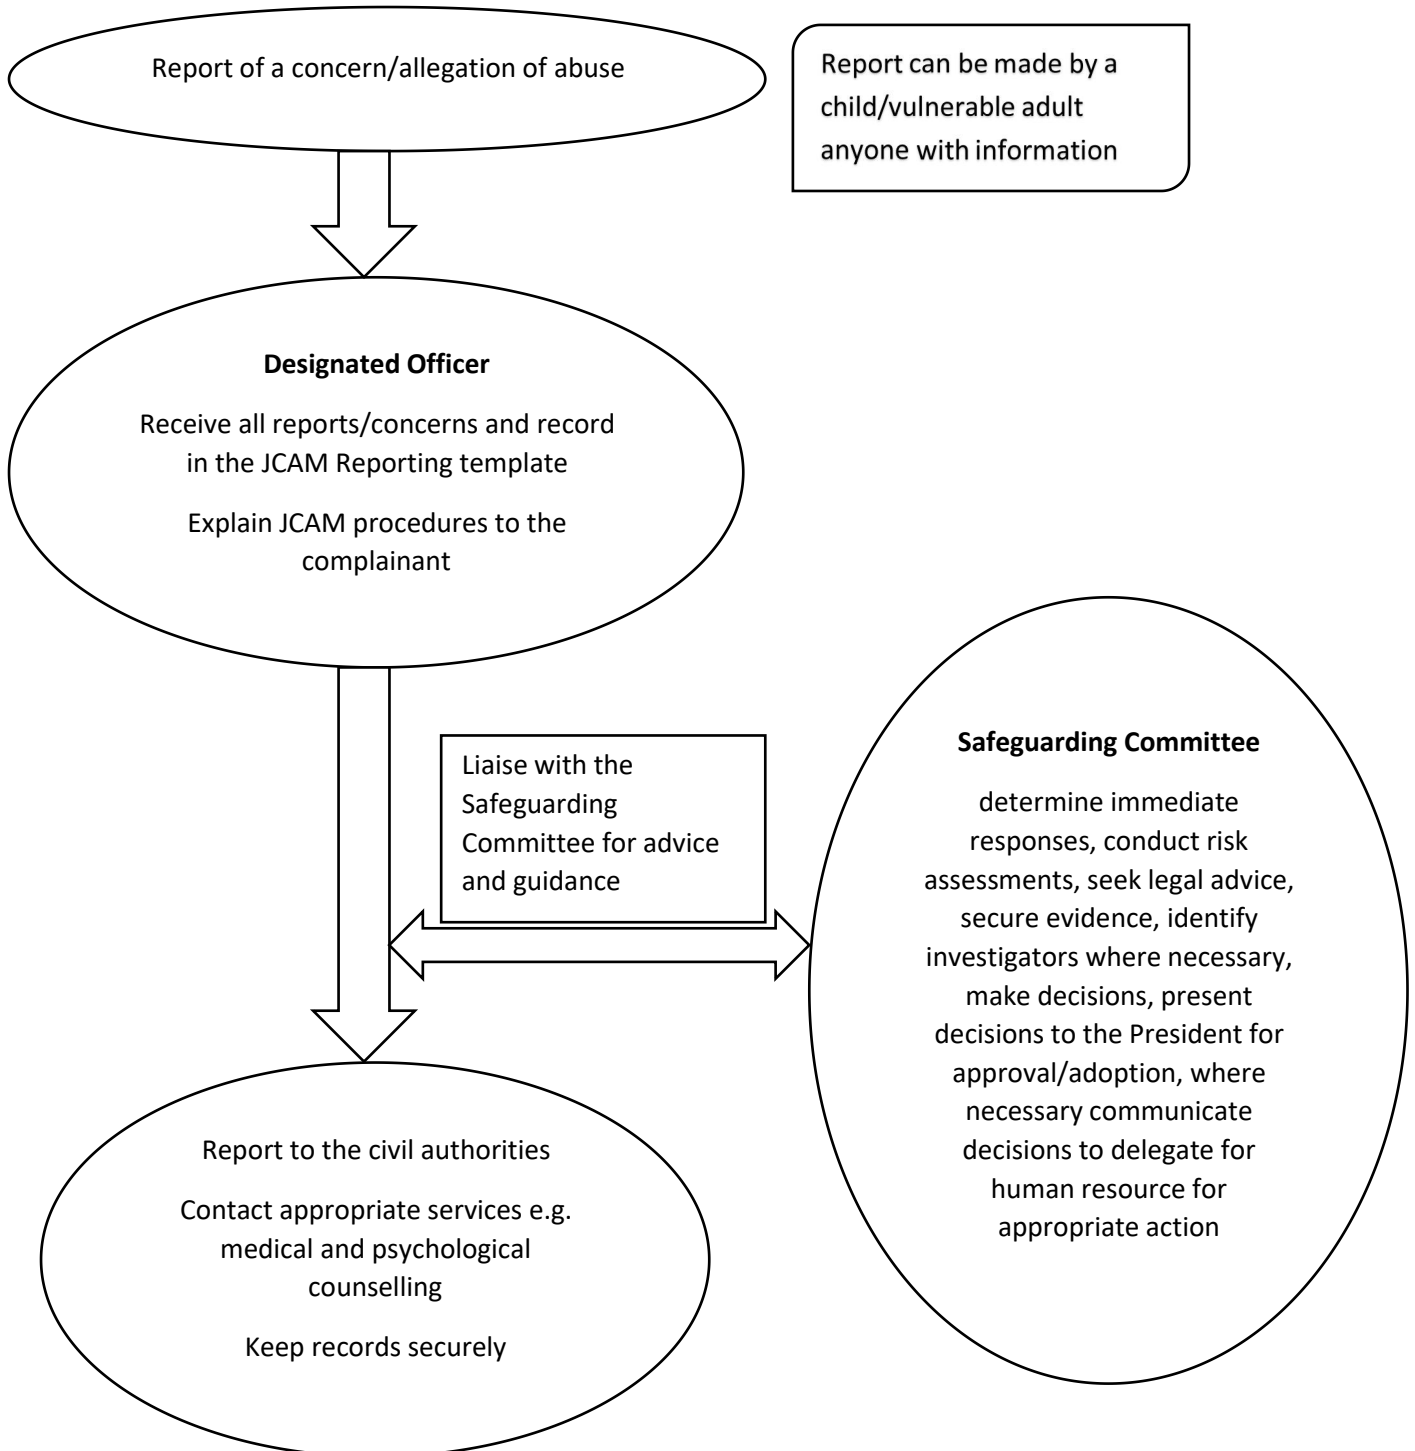 Report of a concern/allegation of abuse
Report can be made by a
child/vulnerable adult
anyone with information
Designated Officer
Receive all reports/concerns and record
in the JCAM Reporting template
Explain JCAM procedures to the
complainant
Liaise with the
Safeguarding
Committee for advice
and guidance
Safeguarding Committee
determine immediate
responses, conduct risk
assessments, seek legal advice,
secure evidence, identify
investigators where necessary,
make decisions, present
decisions to the President for
approval/adoption, where
necessary communicate
decisions to delegate for
human resource for
appropriate action
Report to the civil authorities
Contact appropriate services e.g.
medical and psychological
counselling
Keep records securely